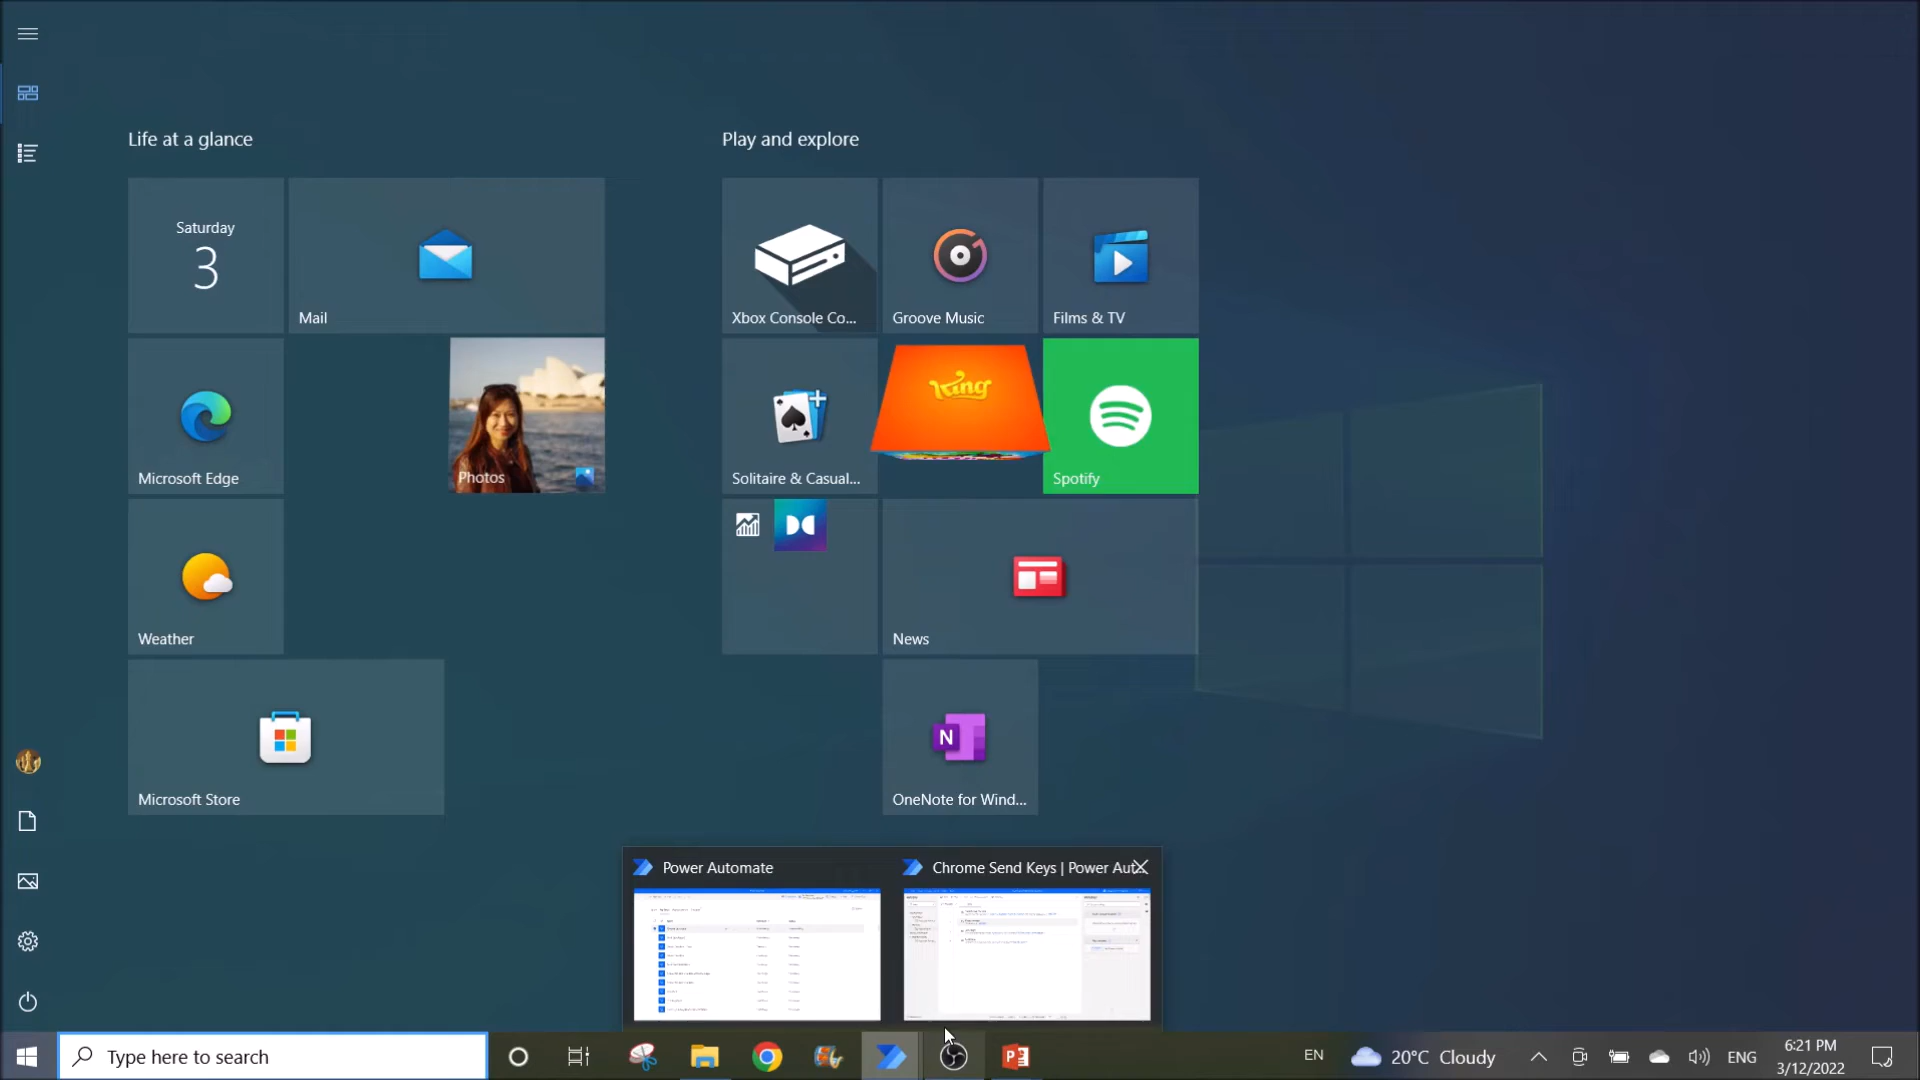 Life at a glance
Play and explore
Saturday
3
Mail
Xbox Console Co...
Groove Music
Films & TV
King
Microsoft Edge
Photos
Solitaire & Casual...
Spotify
Weather
News
Microsoft Store
N
OneNote for Wind...
Power Automate
Chrome Send Keys | Power Aut
Type here to search
P
EN
20°C Cloudy
ENG
6:21 PM
3/12/2022